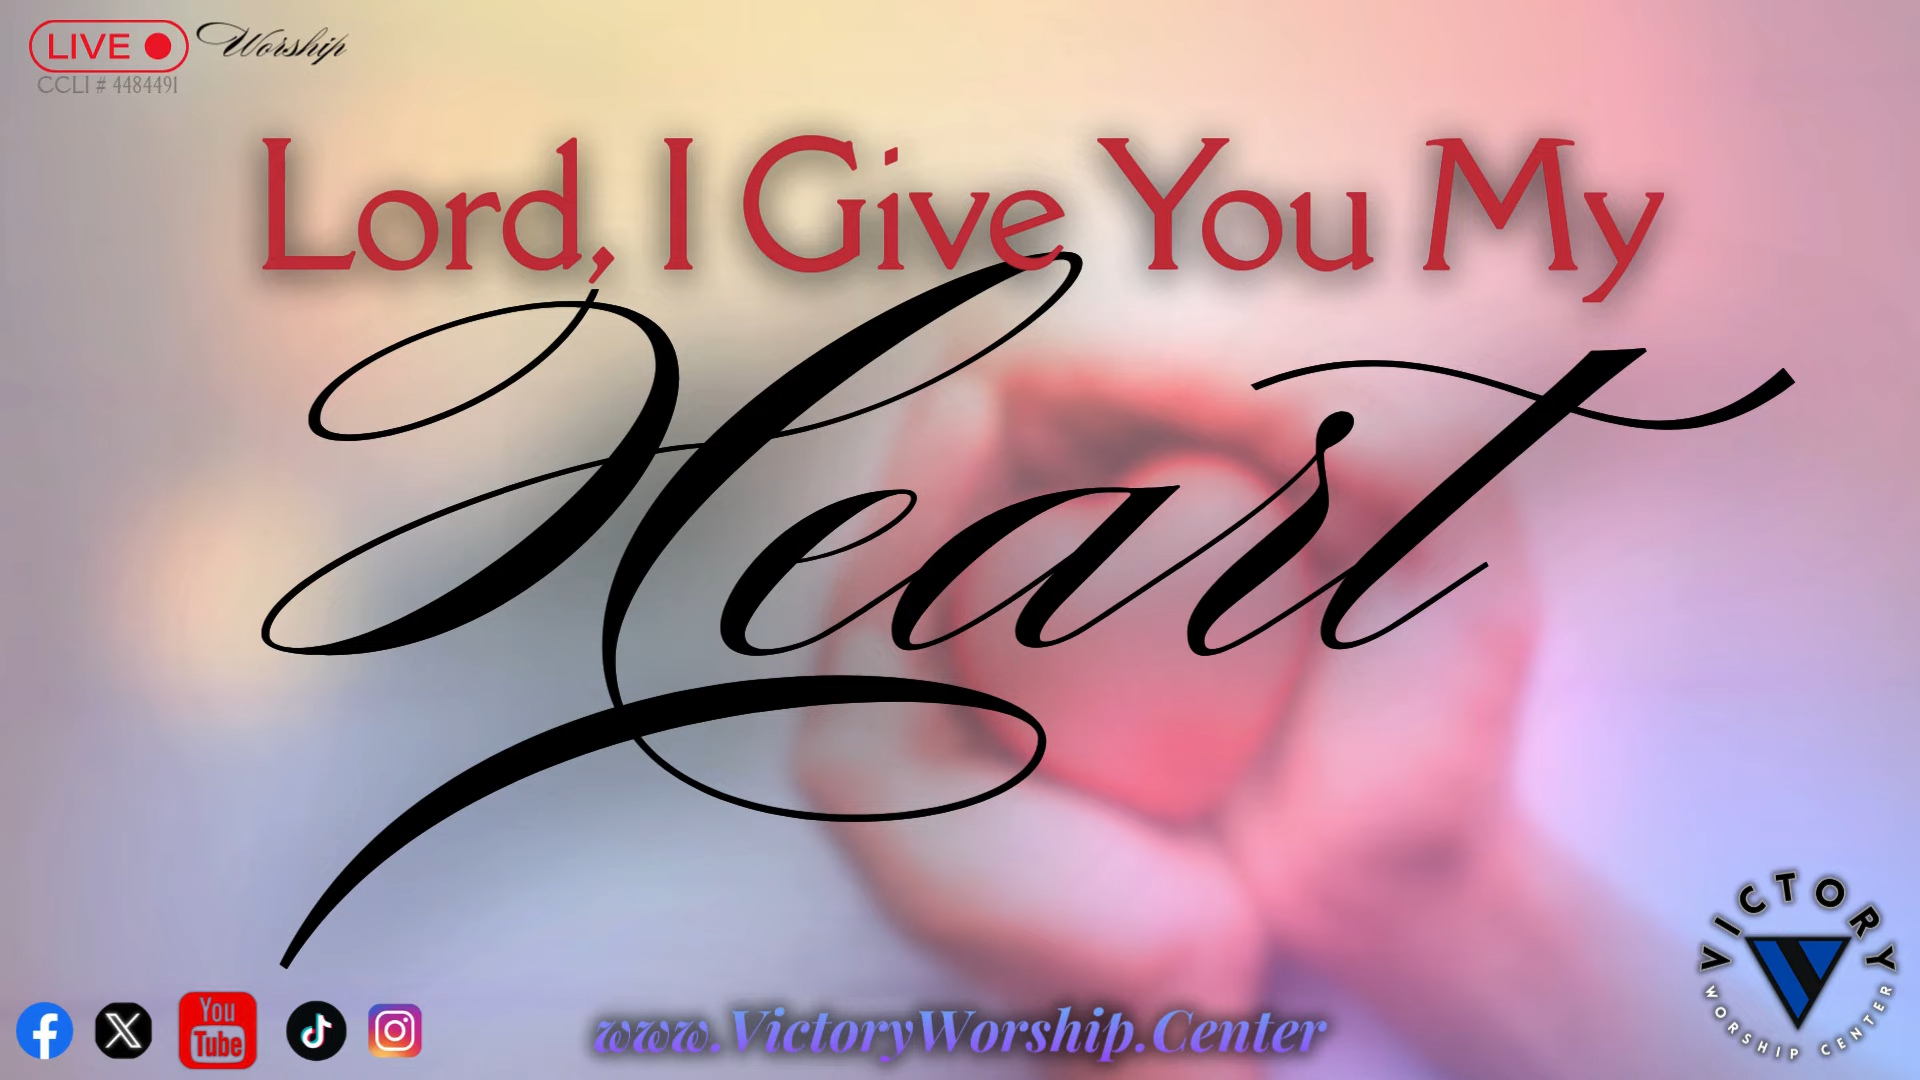 LIVE Worship
CCLI # 4484491
Lord, I Give You My
Heart
You
Tube
www.VictoryWorship.Center
VICTORY
WORSHIP CENTER